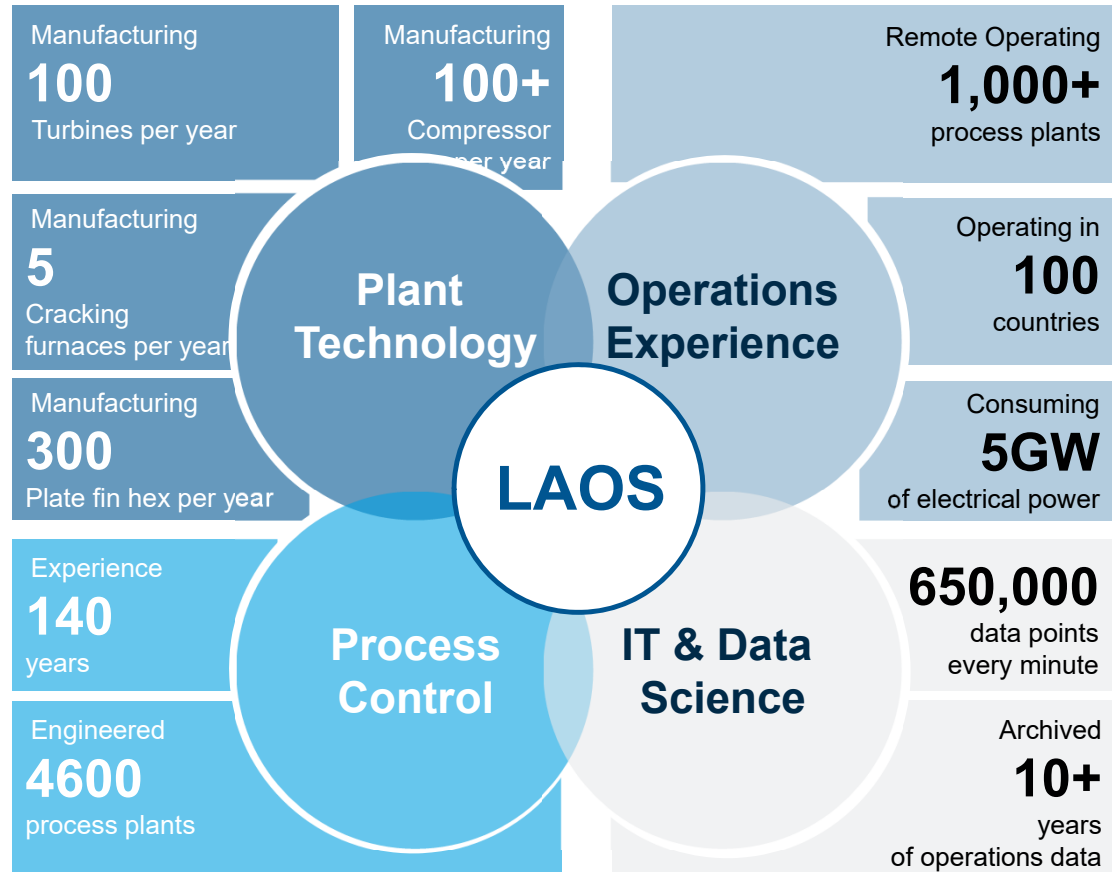 Manufacturing
100
Turbines per year
Manufacturing
100+
Compressor
per year
Remote Operating
1,000+
process plants
Manufacturing
5
Cracking
furnaces per year
Operating in
100
countries
Manufacturing
300
Plate fin hex per year
Consuming
5GW
of electrical power
Plant
Technology
Operations
Experience
LAOS
Process
Control
IT & Data
Science
Experience
140
years
650,000
data points
every minute
Engineered
4600
process plants
Archived
10+
years
of operations data